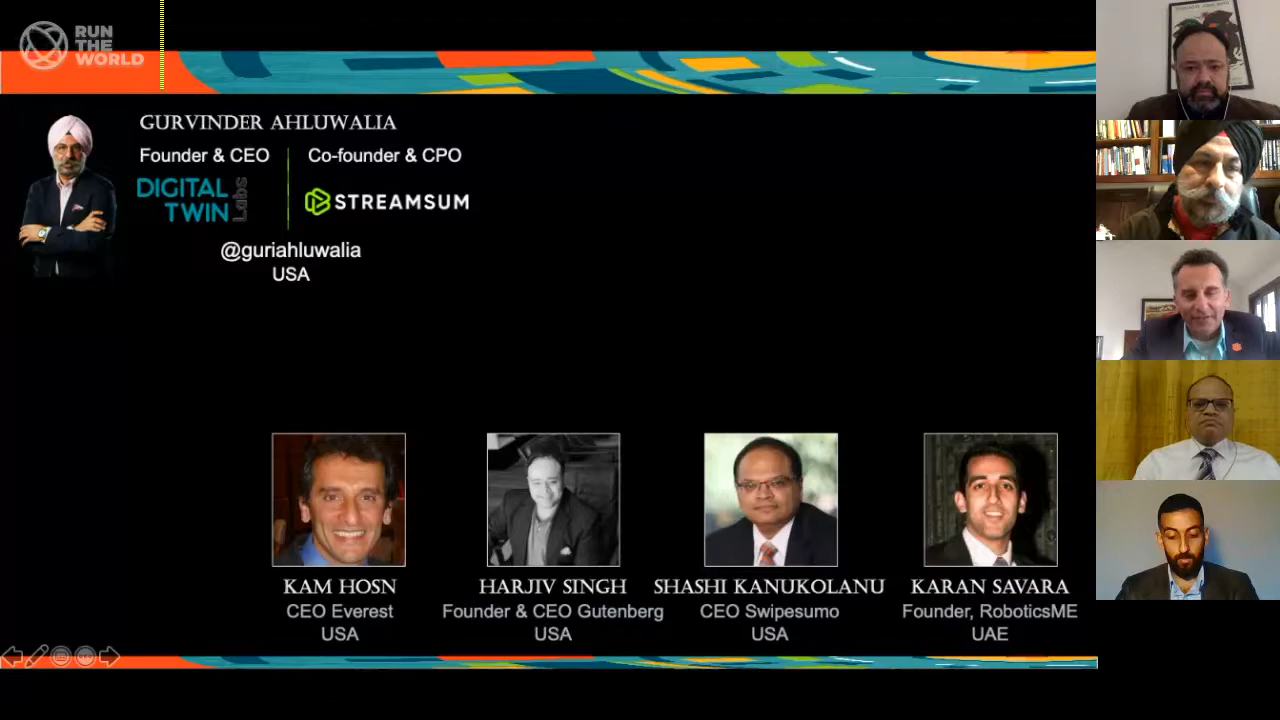 RUN
THE
WORLD
GURVINDER AHLUWALIA
Founder & CEO
Co-founder & CPO
DIGITAL
TWIN
Labs
STREAMSUM
@guriahluwalia
USA
KAM HOSN
CEO Everest
USA
HARJIV SINGH
Founder & CEO Gutenberg
USA
SHASHI KANUKOLANU
CEO Swipesumo
USA
KARAN SAVARA
Founder, RoboticsME
UAE